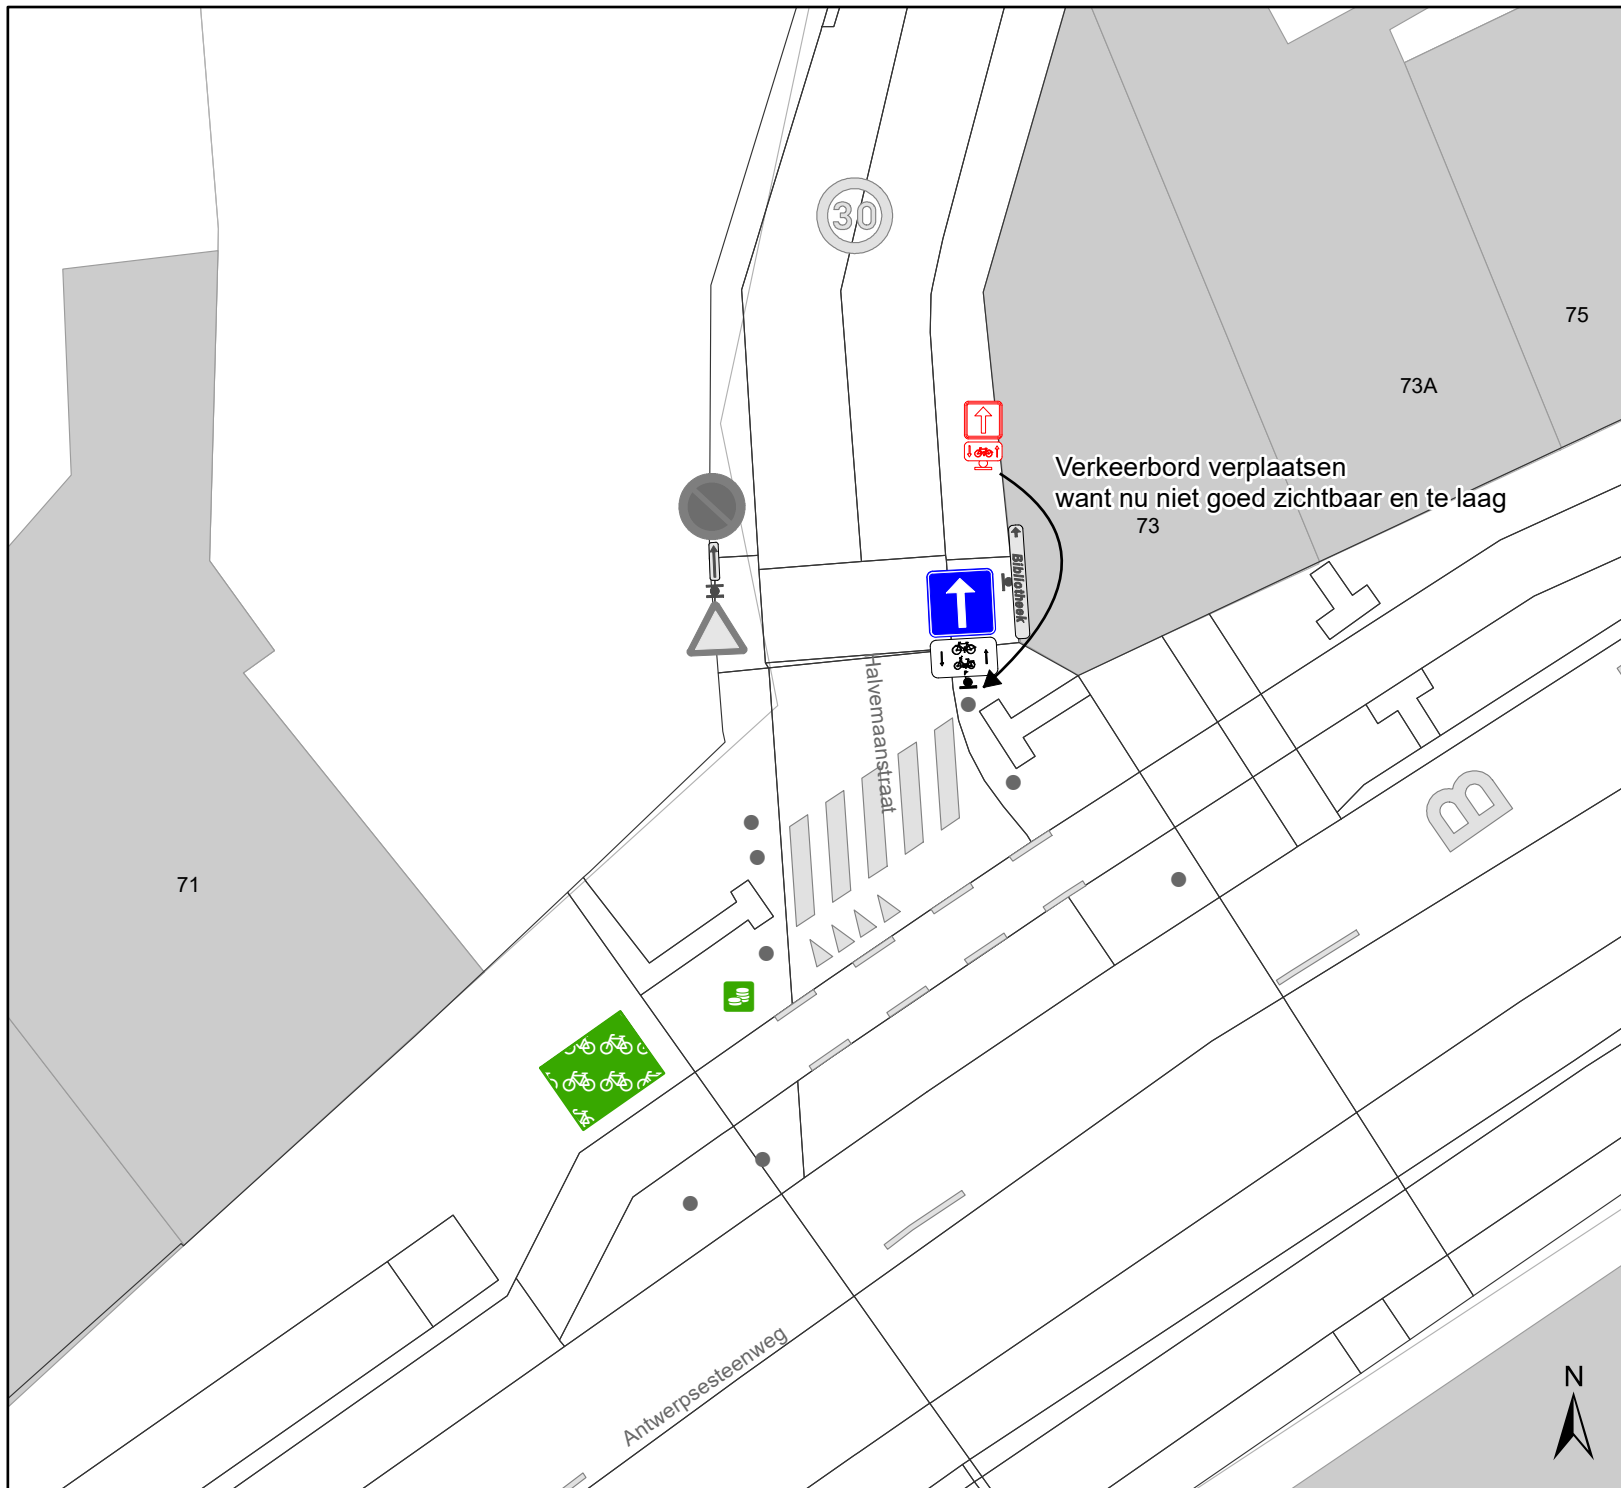 30
75
73A
Verkeerbord verplaatsen
want nu niet goed zichtbaar en te laag
73
Bibliotheek
Halvemaanstraat
B
71
Antwerpsesteenweg
N